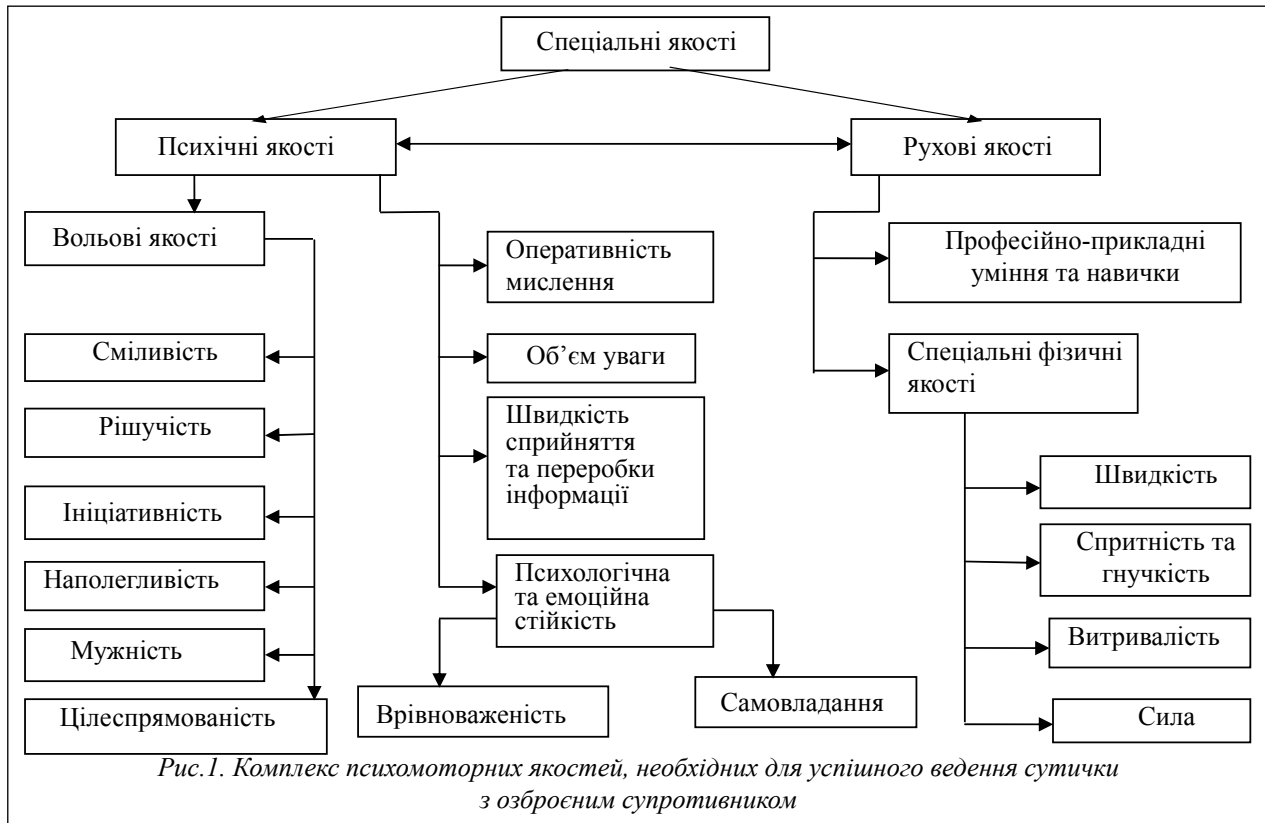 Спеціальні якості
Психічні якості
Рухові якості
Вольові якості
Сміливість
Рішучість
Ініціативність
Наполегливість
Мужність
Цілеспрямованість
Оперативність
мислення
Об’єм уваги
Швидкість
сприйняття
та переробки
інформації
Психологічна
та емоційна
стійкість
Врівноваженість
Самовладання
Професійно-прикладні
уміння та навички
Спеціальні фізичні
якості
Швидкість
Спритність та
гнучкість
Витривалість
Сила
Рис.1. Комплекс психомоторних якостей, необхідних для успішного ведення сутички
з озброєним супротивником